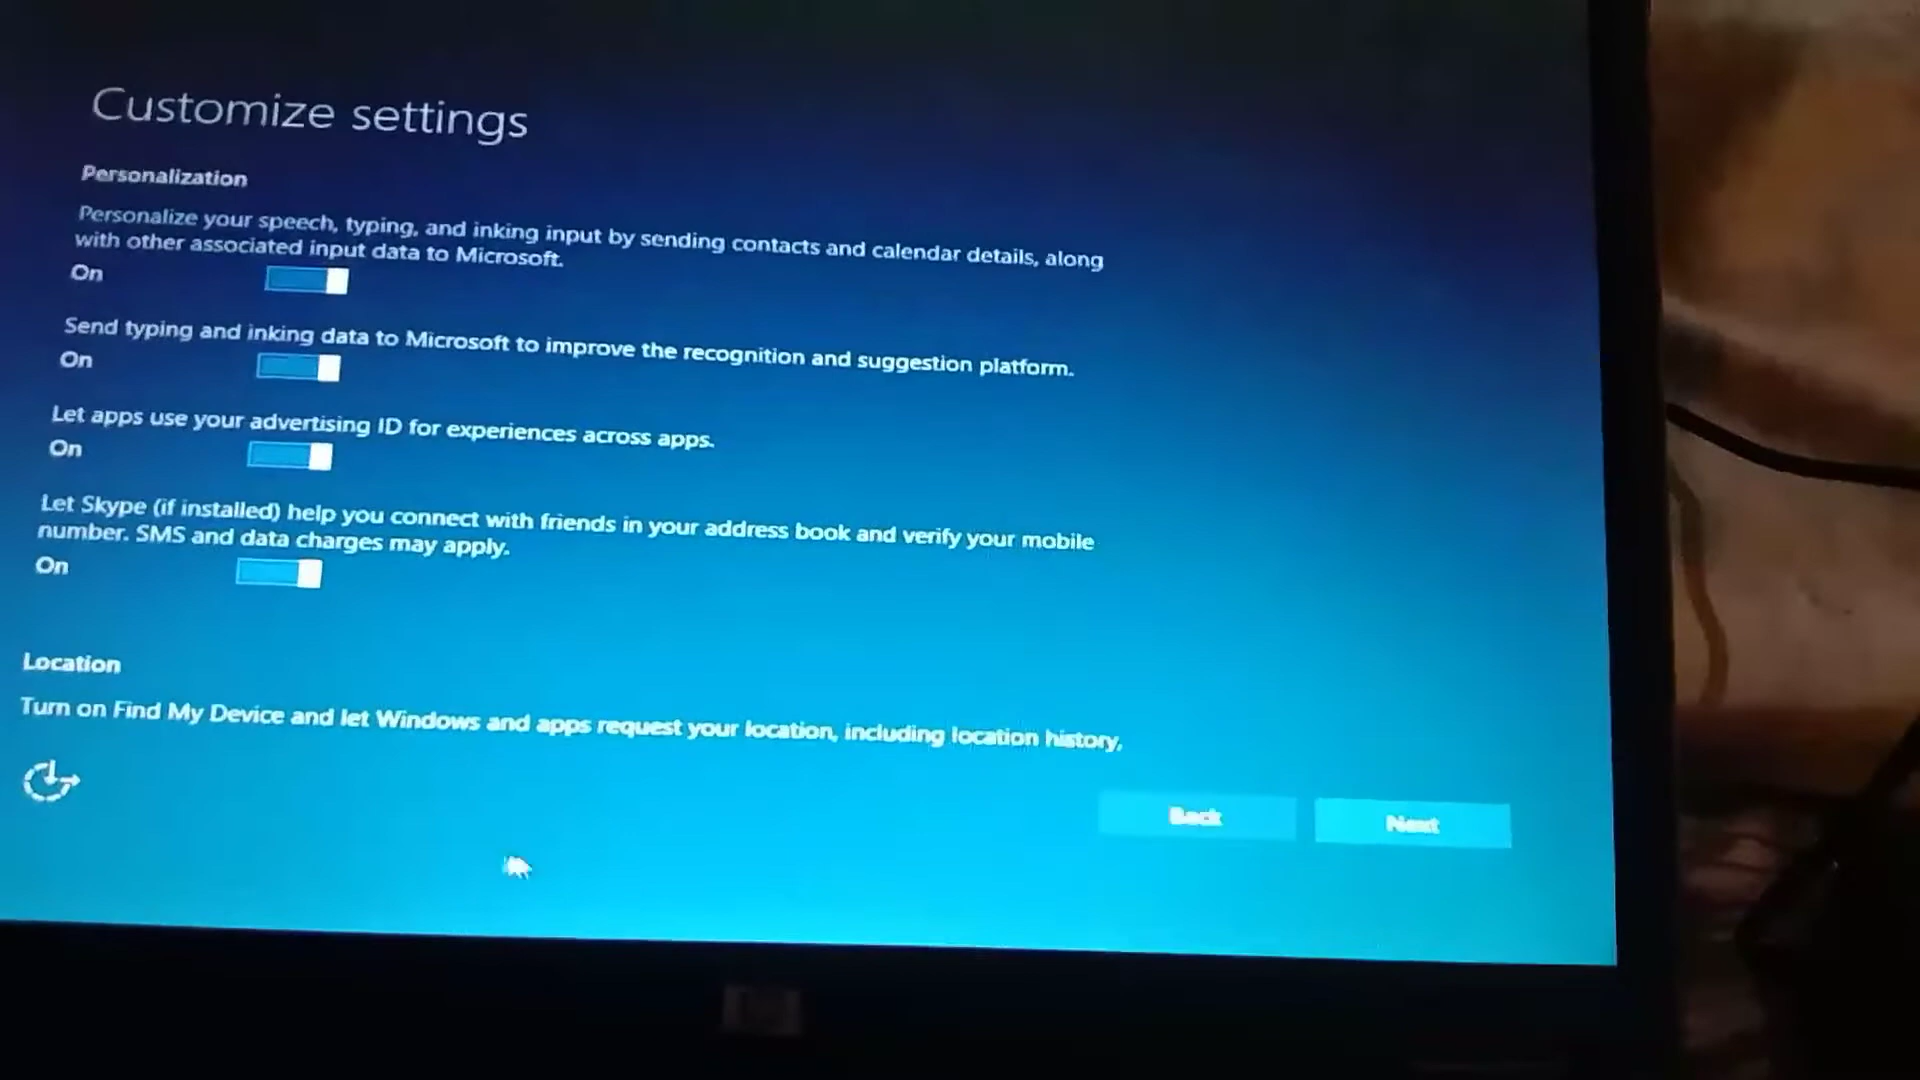 Customize settings
Personalization
Personalize your speech, typing, and inking input by sending contacts and calendar details, along
with other associated input data to Microsoft.
On
Send typing and inking data to Microsoft to improve the recognition and suggestion platform.
On
Let apps use your advertising ID for experiences across apps.
On
Let Skype (if installed) help you connect with friends in your address book and verify your mobile
number. SMS and data charges may apply.
On
Location
Turn on Find My Device and let Windows and apps request your location, including location history,
Back
Next